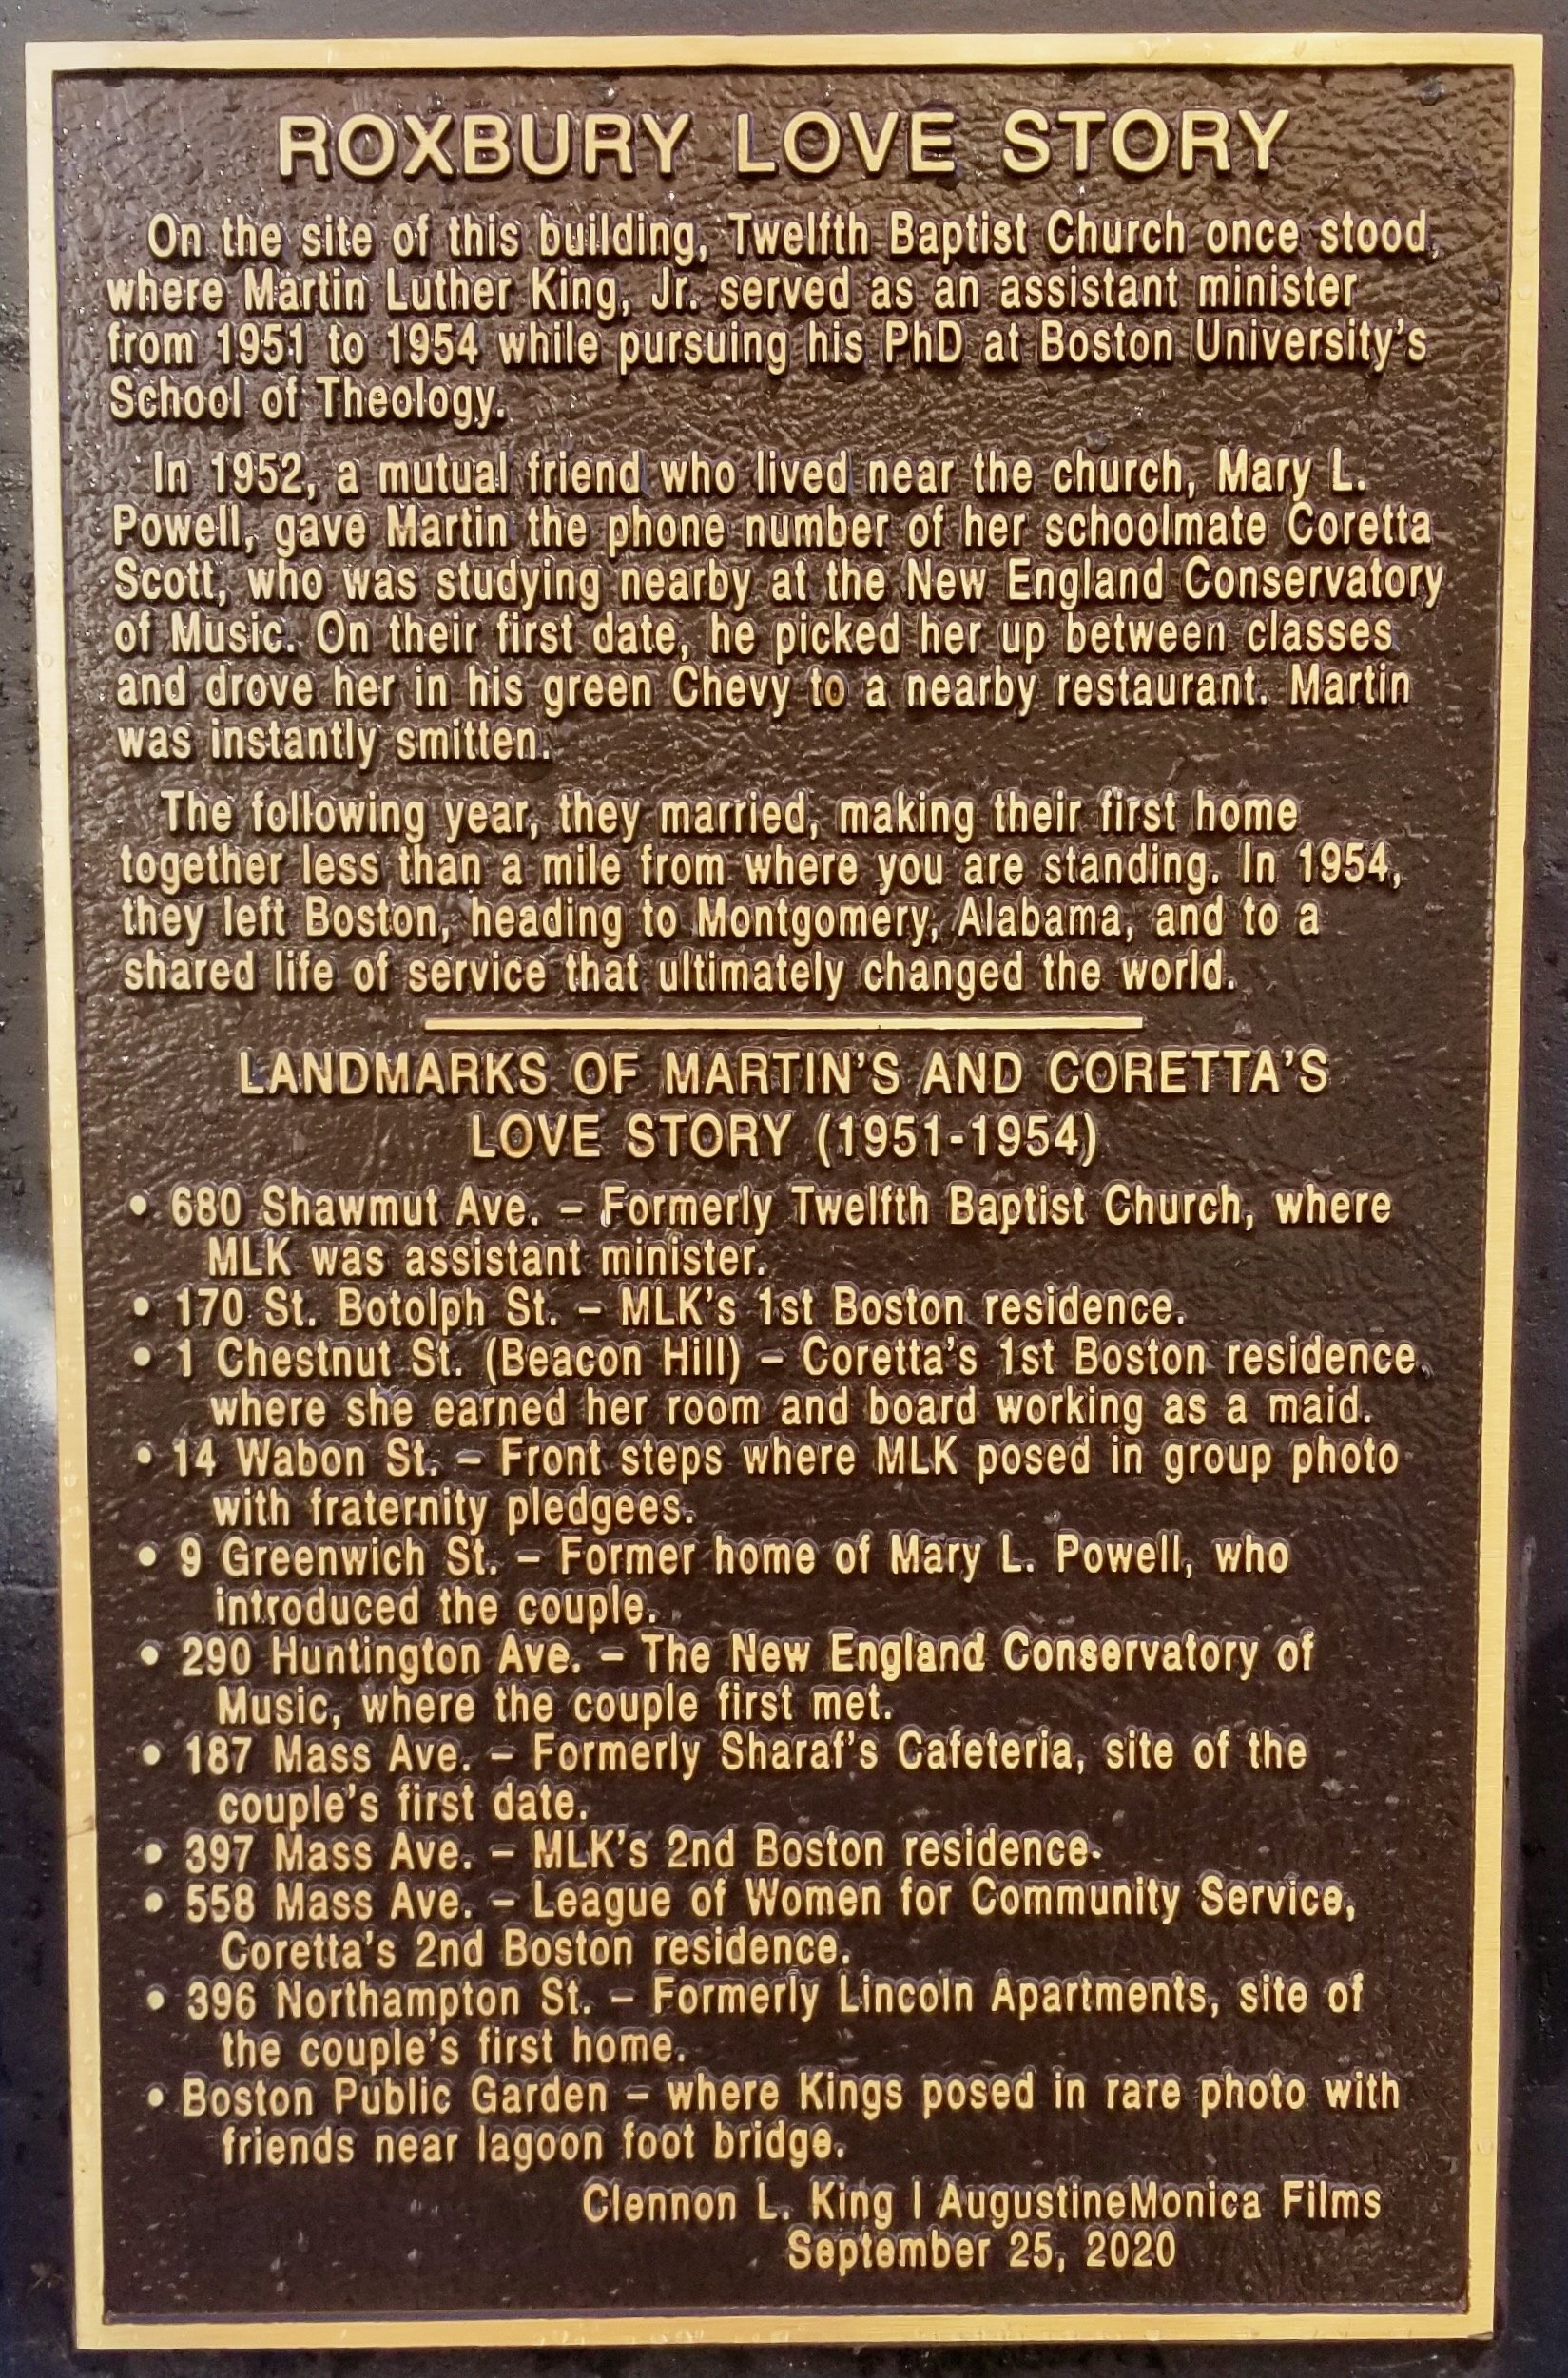 ROXBURY LOVE STORY
On the site of this building, Twelfth Baptist Church once stood,
where Martin Luther King, Jr. served as an assistant minister
from 1951 to 1954 while pursuing his PhD at Boston University's
School of Theology.
In 1952, a mutual friend who lived near the church, Mary L.
Powell, gave Martin the phone number of her schoolmate Coretta
Scott, who was studying nearby at the New England Conservatory
of Music. On their first date, he picked her up between classes
and drove her in his green Chevy to a nearby restaurant. Martin
was instantly smitten.
The following year, they married, making their first home
together less than a mile from where you are standing. In 1954,
they left Boston, heading to Montgomery, Alabama, and to a
shared life of service that ultimately changed the world.
LANDMARKS OF MARTIN'S AND CORETTA'S
LOVE STORY (1951-1954)
• 680 Shawmut Ave. – Formerly Twelfth Baptist Church, where
MLK was assistant minister.
• 170 St. Botolph St. – MLK's 1st Boston residence.
• 1 Chestnut St. (Beacon Hill) – Coretta's 1st Boston residence,
where she earned her room and board working as a maid.
• 14 Wabon St. – Front steps where MLK posed in group photo
with fraternity pledgees.
• 9 Greenwich St. – Former home of Mary L. Powell, who
introduced the couple.
• 290 Huntington Ave. – The New England Conservatory of
Music, where the couple first met.
• 187 Mass Ave. – Formerly Sharaf's Cafeteria, site of the
couple's first date.
• 397 Mass Ave. – MLK's 2nd Boston residence.
• 558 Mass Ave. – League of Women for Community Service,
Coretta's 2nd Boston residence.
• 396 Northampton St. – Formerly Lincoln Apartments, site of
the couple's first home.
• Boston Public Garden – where Kings posed in rare photo with
friends near lagoon foot bridge.
Clennon L. King | AugustineMonica Films
September 25, 2020